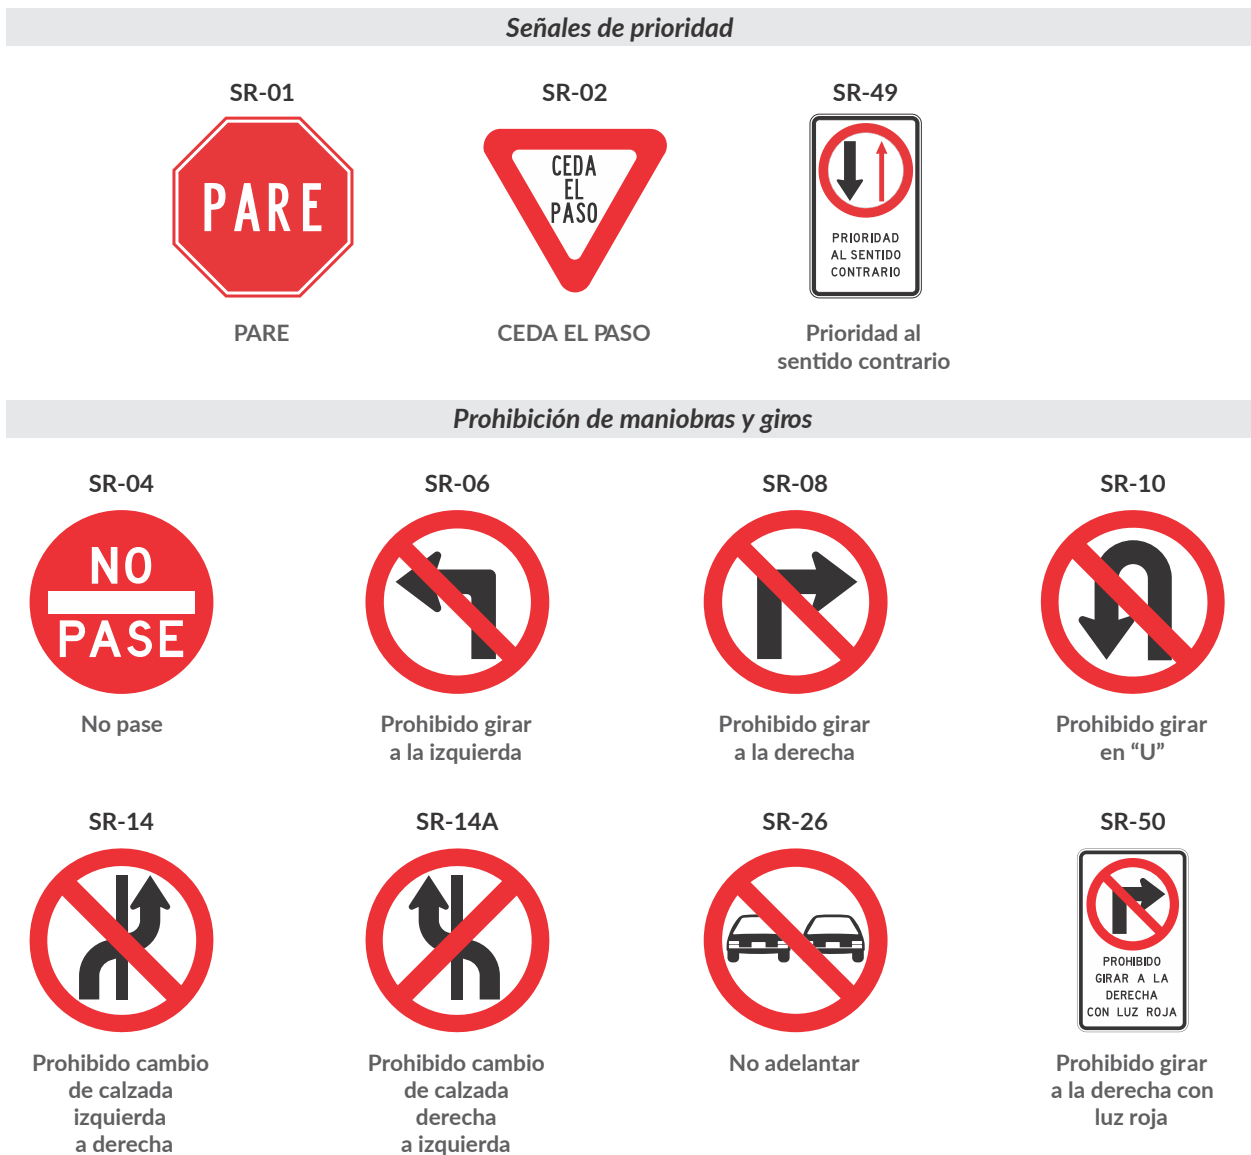 Señales de prioridad
SR-01
SR-02
SR-49
PARE
CEDA
EL
PASO
PRIORIDAD
AL SENTIDO
CONTRARIO
PARE
CEDA EL PASO
Prioridad al
sentido contrario
Prohibición de maniobras y giros
SR-04
SR-06
SR-08
SR-10
NO
PASE
No pase
Prohibido girar
a la izquierda
Prohibido girar
a la derecha
Prohibido girar
en “U”
SR-14
SR-14A
SR-26
SR-50
PROHIBIDO
GIRAR A LA
DERECHA
CON LUZ ROJA
Prohibido cambio
de calzada
izquierda
a derecha
Prohibido cambio
de calzada
derecha
a izquierda
No adelantar
Prohibido girar
a la derecha con
luz roja